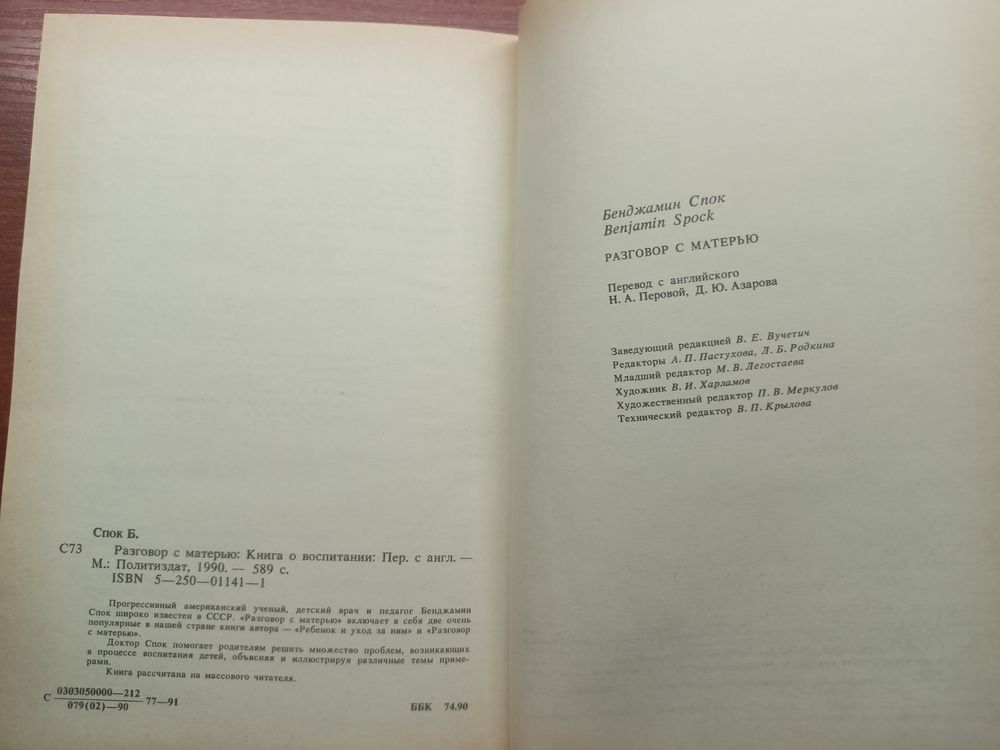 Спок Б.
С73 Разговор с матерью: Книга о воспитании: Пер. с англ. —
М.: Политиздат, 1990. — 589 с.
ISBN 5—250—01141—1
Прогрессивный американский ученый, детский врач и педагог Бенджамин
Спок широко известен в СССР. «Разговор с матерью» включает в себя две очень
популярные в нашей стране книги автора — «Ребенок и уход за ним» и «Разговор
с матерью».
Доктор Спок помогает родителям решить множество проблем, возникающих
в процессе воспитания детей, объясняя и иллюстрируя различные темы приме-
рами.
Книга рассчитана на массового читателя.
С 0303050000—212
079(02)—90 77—91
ББК 74.90
Бенджамин Спок
Benjamin Spock
РАЗГОВОР С МАТЕРЬЮ
Перевод с английского
Н. А. Перовой, Д. Ю. Азарова
Заведующий редакцией В. Е. Вучетич
Редакторы А. П. Пастухова, Л. Б. Родкина
Младший редактор М. В. Легостаева
Художник В. И. Харламов
Художественный редактор П. В. Меркулов
Технический редактор В. П. Крылова